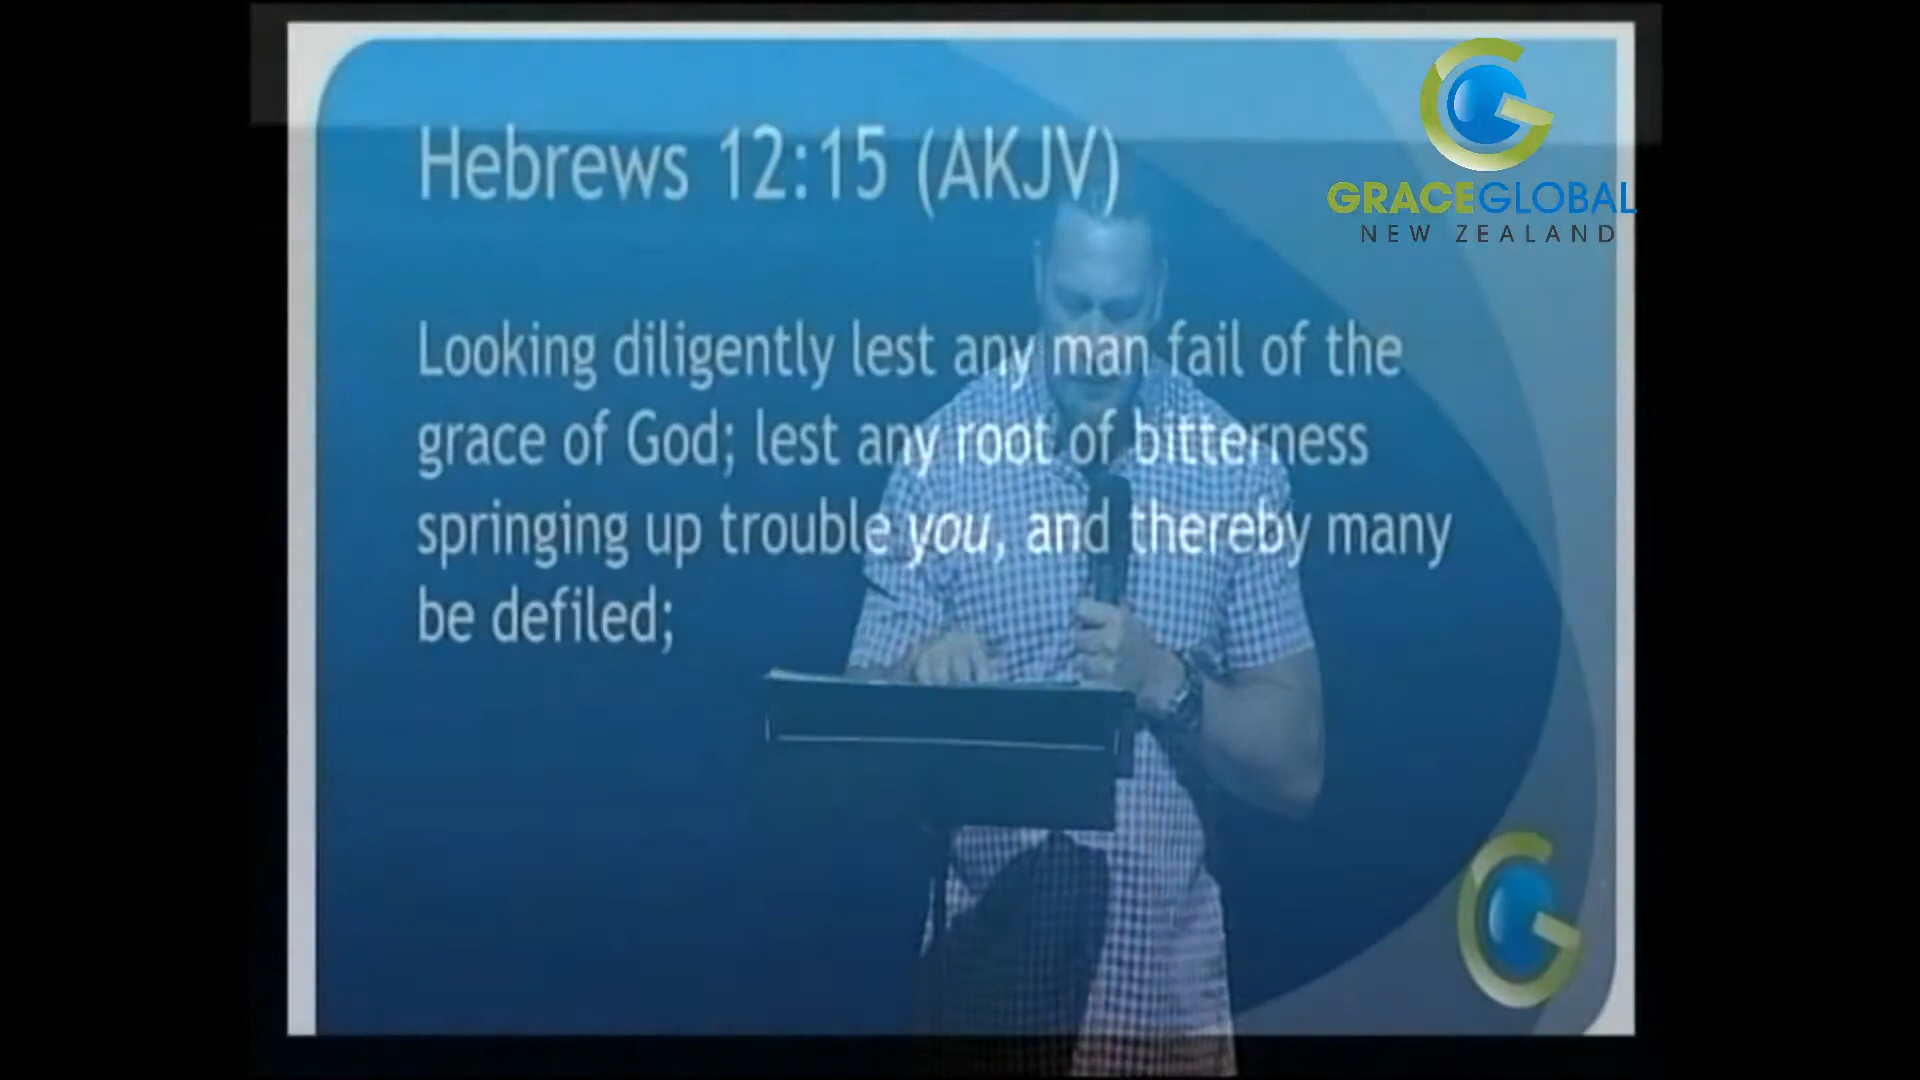 Hebrews 12:15 (AKJV)
GRACEGLOBAL
NEW ZEALAND
Looking diligently lest any man fail of the
grace of God; lest any root of bitterness
springing up trouble you, and thereby many
be defiled;